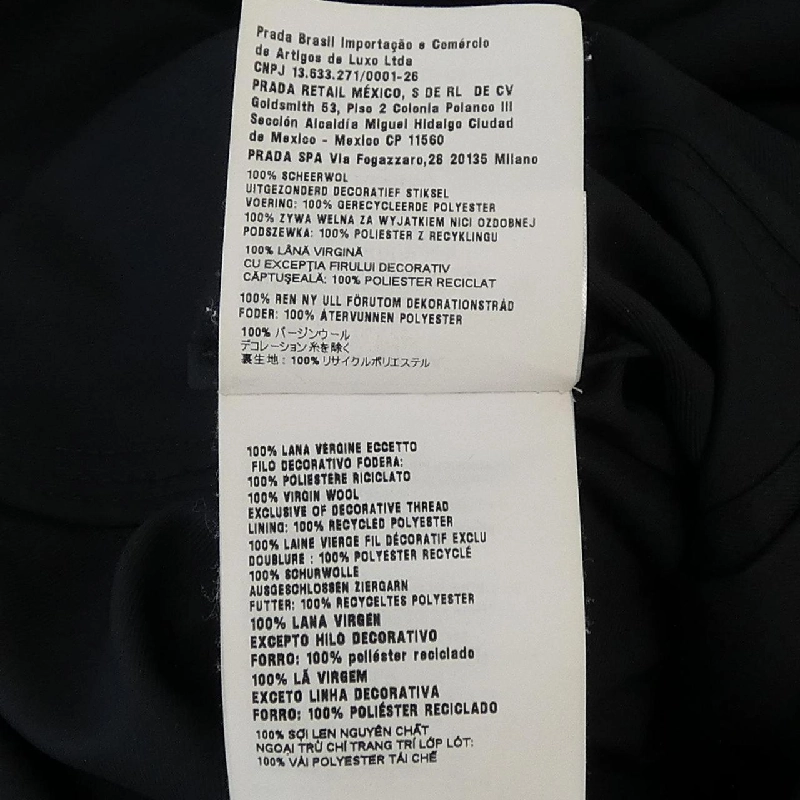 Prada Brasil Importação e Comércio
de Artigos de Luxo Ltda
CNPJ 13.633.271/0001-26
PRADA RETAIL MÉXICO, S DE RL DE CV
Goldsmith 53, Piso 2 Colonia Polanco III
Sección Alcaldía Miguel Hidalgo Ciudad
de Mexico - Mexico CP 11560
PRADA SPA Via Fogazzaro,28 20135 Milano
100% SCHEERWOL
UITGEZONDERD DECORATIEF STIKSEL
VOERING: 100% GERECYCLEERDE POLYESTER
100% ZYWA WELNA ZA WYJATKIEM NICI OZDOBNEJ
PODSZEWKA: 100% POLIESTER Z RECYKLINGU
100% LÂNĂ VIRGINĂ
CU EXCEPȚIA FIRULUI DECORATIV
CĂPTUȘEALĂ: 100% POLIESTER RECICLAT
100% REN NY ULL FÖRUTOM DEKORATIONSTRÅD
FODER: 100% ÅTERVUNNEN POLYESTER
100% バージンウール
デコレーション糸を除く
裏生地：100% リサイクルポリエステル
100% LANA VERGINE ECCETTO
FILO DECORATIVO FODERA:
100% POLIESTERE RICICLATO
100% VIRGIN WOOL
EXCLUSIVE OF DECORATIVE THREAD
LINING: 100% RECYCLED POLYESTER
100% LAINE VIERGE FIL DÉCORATIF EXCLU
DOUBLURE : 100% POLYESTER RECYCLÉ
100% SCHURWOLLE
AUSGESCHLOSSEN ZIERGARN
FUTTER: 100% RECYCELTES POLYESTER
100% LANA VIRGEN
EXCEPTO HILO DECORATIVO
FORRO: 100% poliéster reciclado
100% LÃ VIRGEM
EXCETO LINHA DECORATIVA
FORRO: 100% POLIÉSTER RECICLADO
100% SỢI LEN NGUYÊN CHẤT
NGOẠI TRỪ CHỈ TRANG TRÍ LỚP LÓT:
100% VẢI POLYESTER TÁI CHẾ